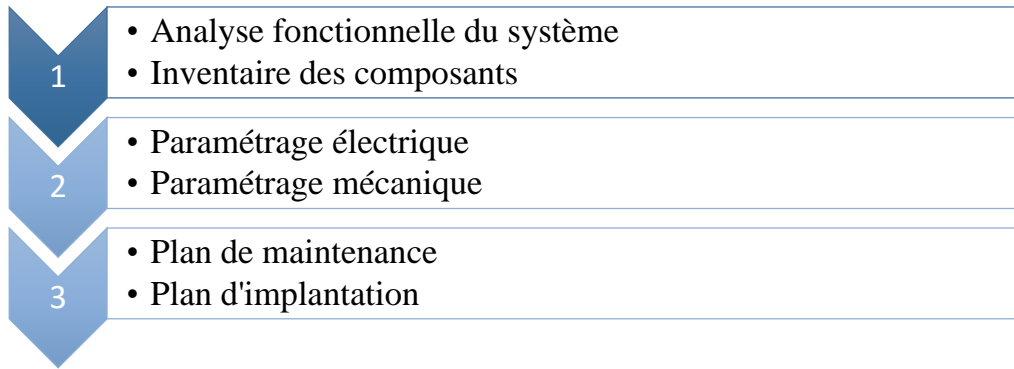 1
• Analyse fonctionnelle du système
• Inventaire des composants
2
• Paramétrage électrique
• Paramétrage mécanique
3
• Plan de maintenance
• Plan d'implantation